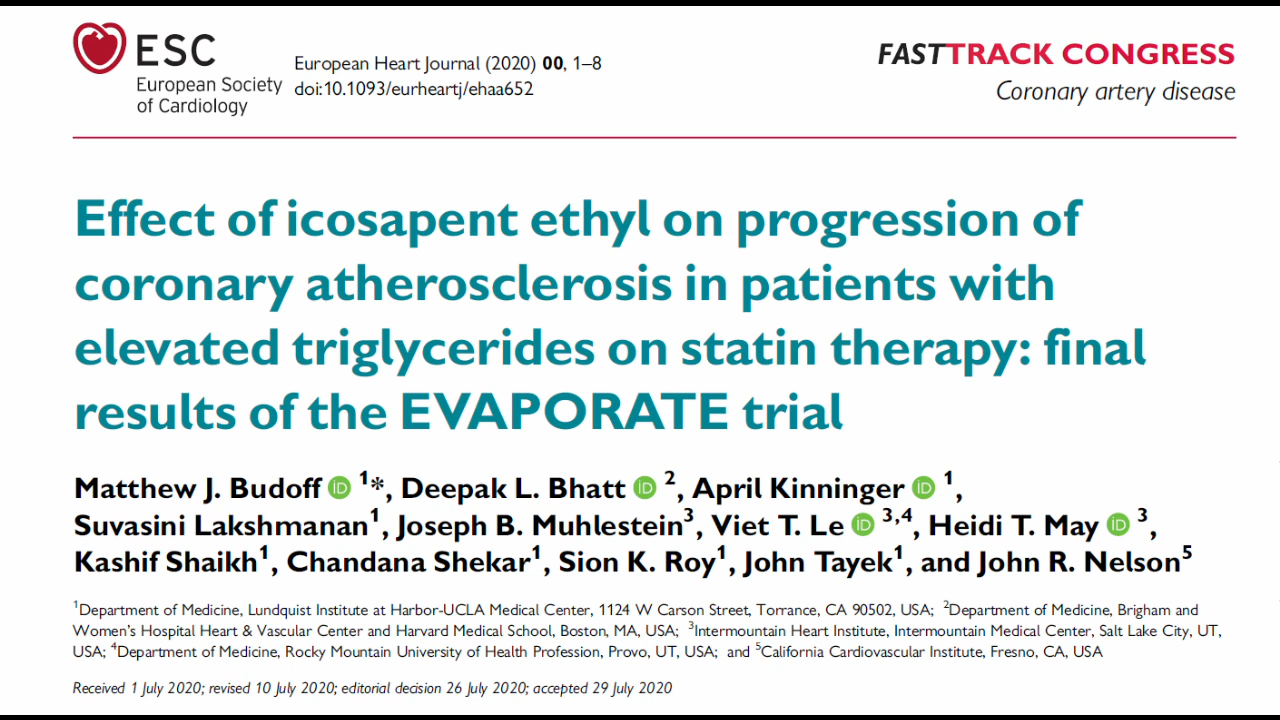 ESC
European Society
of Cardiology
European Heart Journal (2020) 00, 1–8
doi:10.1093/eurheartj/ehaa652
FASTTRACK CONGRESS
Coronary artery disease
Effect of icosapent ethyl on progression of
coronary atherosclerosis in patients with
elevated triglycerides on statin therapy: final
results of the EVAPORATE trial
Matthew J. Budoff iD 1*, Deepak L. Bhatt iD 2, April Kinninger iD 1,
Suvasini Lakshmanan1, Joseph B. Muhlestein3, Viet T. Le iD 3,4, Heidi T. May iD 3,
Kashif Shaikh1, Chandana Shekar1, Sion K. Roy1, John Tayek1, and John R. Nelson5
1Department of Medicine, Lundquist Institute at Harbor-UCLA Medical Center, 1124 W Carson Street, Torrance, CA 90502, USA; 2Department of Medicine, Brigham and
Women's Hospital Heart & Vascular Center and Harvard Medical School, Boston, MA, USA; 3Intermountain Heart Institute, Intermountain Medical Center, Salt Lake City, UT,
USA; 4Department of Medicine, Rocky Mountain University of Health Profession, Provo, UT, USA; and 5California Cardiovascular Institute, Fresno, CA, USA
Received 1 July 2020; revised 10 July 2020; editorial decision 26 July 2020; accepted 29 July 2020